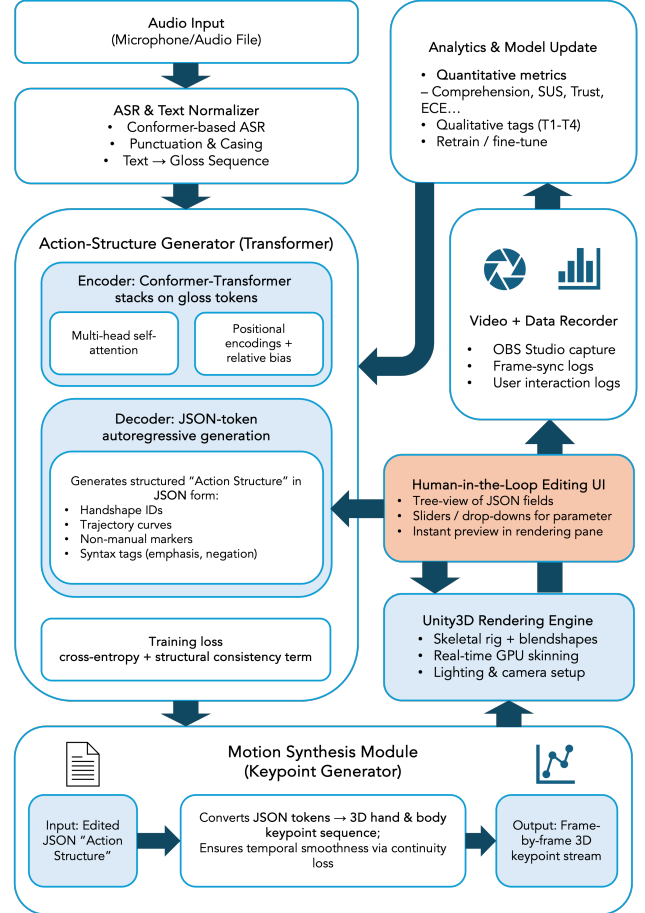 Audio Input
(Microphone/Audio File)
ASR & Text Normalizer
• Conformer-based ASR
• Punctuation & Casing
• Text → Gloss Sequence
Action-Structure Generator (Transformer)
Encoder: Conformer-Transformer
stacks on gloss tokens
Multi-head self-
attention
Positional
encodings +
relative bias
Decoder: JSON-token
autoregressive generation
Generates structured “Action Structure” in
JSON form:
• Handshape IDs
• Trajectory curves
• Non-manual markers
• Syntax tags (emphasis, negation)
Training loss
cross-entropy + structural consistency term
Analytics & Model Update
• Quantitative metrics
– Comprehension, SUS, Trust,
ECE…
• Qualitative tags (T1-T4)
• Retrain / fine-tune
Video + Data Recorder
• OBS Studio capture
• Frame-sync logs
• User interaction logs
Human-in-the-Loop Editing UI
• Tree-view of JSON fields
• Sliders / drop-downs for parameter
• Instant preview in rendering pane
Unity3D Rendering Engine
• Skeletal rig + blendshapes
• Real-time GPU skinning
• Lighting & camera setup
Motion Synthesis Module
(Keypoint Generator)
Input: Edited
JSON “Action
Structure”
Converts JSON tokens → 3D hand & body
keypoint sequence;
Ensures temporal smoothness via continuity
loss
Output: Frame-
by-frame 3D
keypoint stream